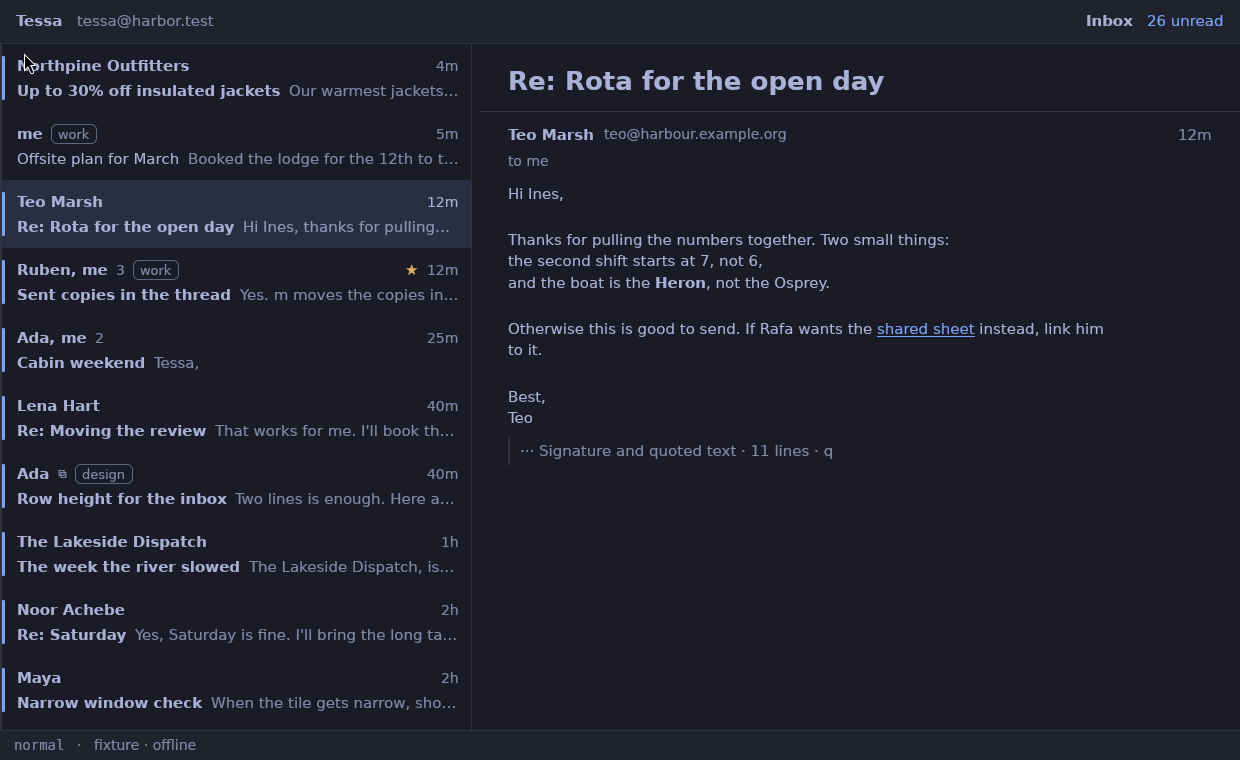 Tessa tessa@harbor.test Inbox 26 unread
Northpine Outfitters 4m
Up to 30% off insulated jackets Our warmest jackets…
me work 5m
Offsite plan for March Booked the lodge for the 12th to t…
Teo Marsh 12m
Re: Rota for the open day Hi Ines, thanks for pulling…
Ruben, me 3 work ★ 12m
Sent copies in the thread Yes. m moves the copies in…
Ada, me 2 25m
Cabin weekend Tessa,
Lena Hart 40m
Re: Moving the review That works for me. I'll book th…
Ada design 40m
Row height for the inbox Two lines is enough. Here a…
The Lakeside Dispatch 1h
The week the river slowed The Lakeside Dispatch, is…
Noor Achebe 2h
Re: Saturday Yes, Saturday is fine. I'll bring the long ta…
Maya 2h
Narrow window check When the tile gets narrow, sho…
Re: Rota for the open day
Teo Marsh teo@harbour.example.org 12m
to me
Hi Ines,
Thanks for pulling the numbers together. Two small things:
the second shift starts at 7, not 6,
and the boat is the Heron, not the Osprey.
Otherwise this is good to send. If Rafa wants the shared sheet instead, link him
to it.
Best,
Teo
··· Signature and quoted text · 11 lines · q
normal · fixture · offline